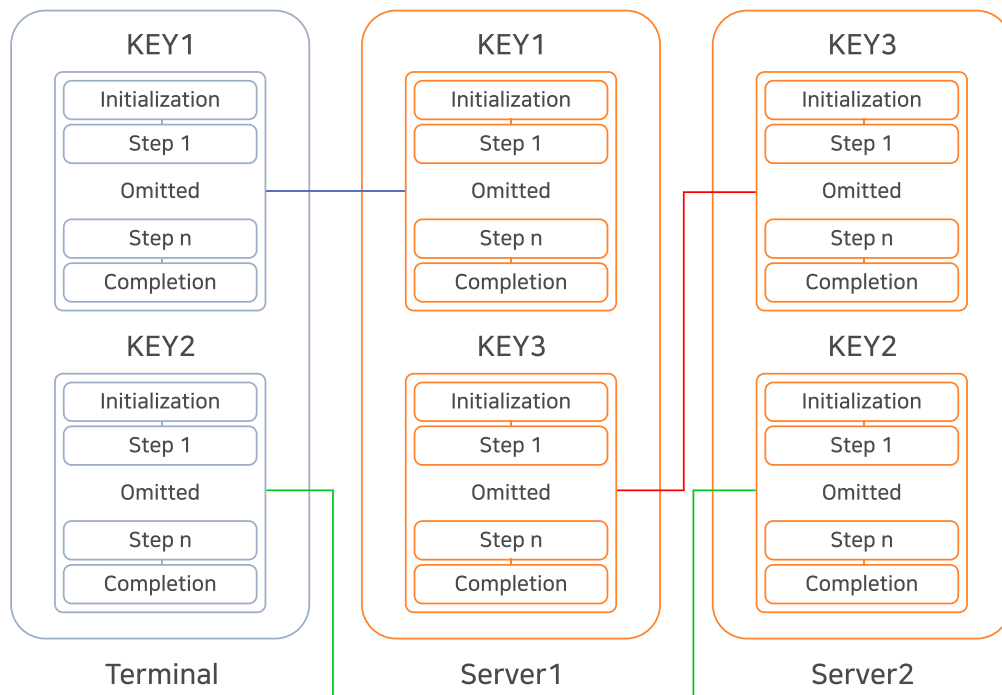 KEY1
Initialization
Step 1
Omitted
Step n
Completion
KEY2
Initialization
Step 1
Omitted
Step n
Completion
Terminal
KEY1
Initialization
Step 1
Omitted
Step n
Completion
KEY3
Initialization
Step 1
Omitted
Step n
Completion
Server1
KEY3
Initialization
Step 1
Omitted
Step n
Completion
KEY2
Initialization
Step 1
Omitted
Step n
Completion
Server2